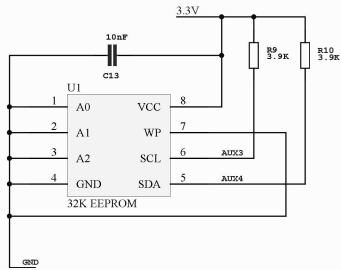 3.3V
10nF
C13
R9
3.9K
R10
3.9K
U1
1 A0 VCC 8
2 A1 WP 7
3 A2 SCL 6 AUX3
4 GND SDA 5 AUX4
32K EEPROM
GND